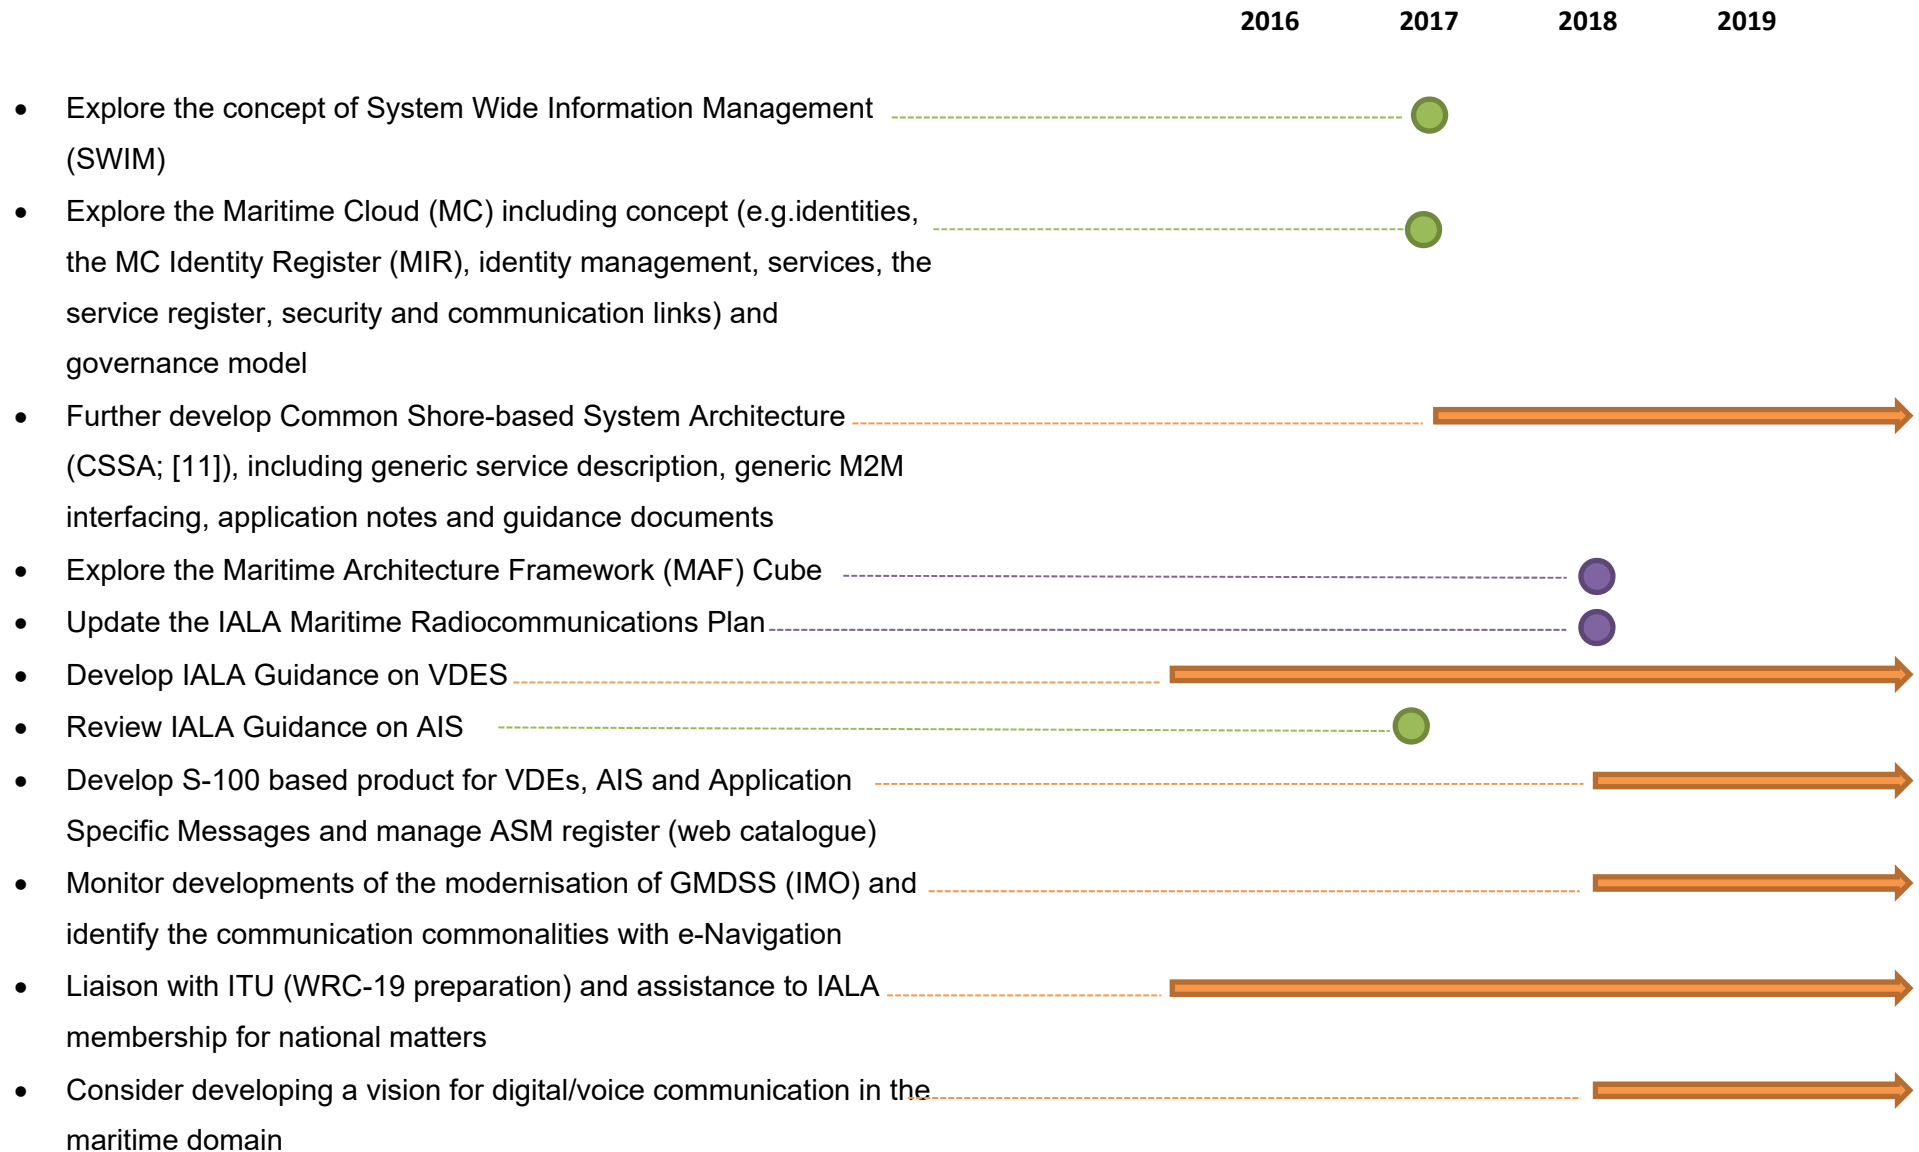 2016 2017 2018 2019
• Explore the concept of System Wide Information Management
(SWIM)
• Explore the Maritime Cloud (MC) including concept (e.g.identities,
the MC Identity Register (MIR), identity management, services, the
service register, security and communication links) and
governance model
• Further develop Common Shore-based System Architecture
(CSSA; [11]), including generic service description, generic M2M
interfacing, application notes and guidance documents
• Explore the Maritime Architecture Framework (MAF) Cube
• Update the IALA Maritime Radiocommunications Plan
• Develop IALA Guidance on VDES
• Review IALA Guidance on AIS
• Develop S-100 based product for VDEs, AIS and Application
Specific Messages and manage ASM register (web catalogue)
• Monitor developments of the modernisation of GMDSS (IMO) and
identify the communication commonalities with e-Navigation
• Liaison with ITU (WRC-19 preparation) and assistance to IALA
membership for national matters
• Consider developing a vision for digital/voice communication in the
maritime domain